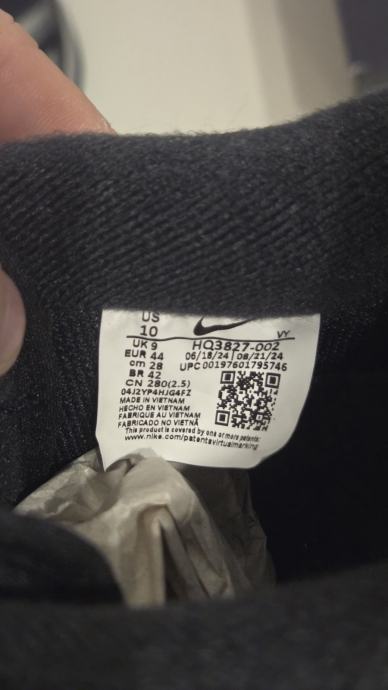 US
10
VY
UK 9
HQ3827-002
EUR 44
06/18/24 | 08/21/24
cm 28
UPC 00197601795746
BR 42
CN 280(2.5)
04J2YP4HJG4FZ
MADE IN VIETNAM
HECHO EN VIETNAM
FABRIQUE AU VIETNAM
FABRICADO NO VIETNÃ
This product is covered by one or more patents:
www.nike.com/patentsvirtualmarking